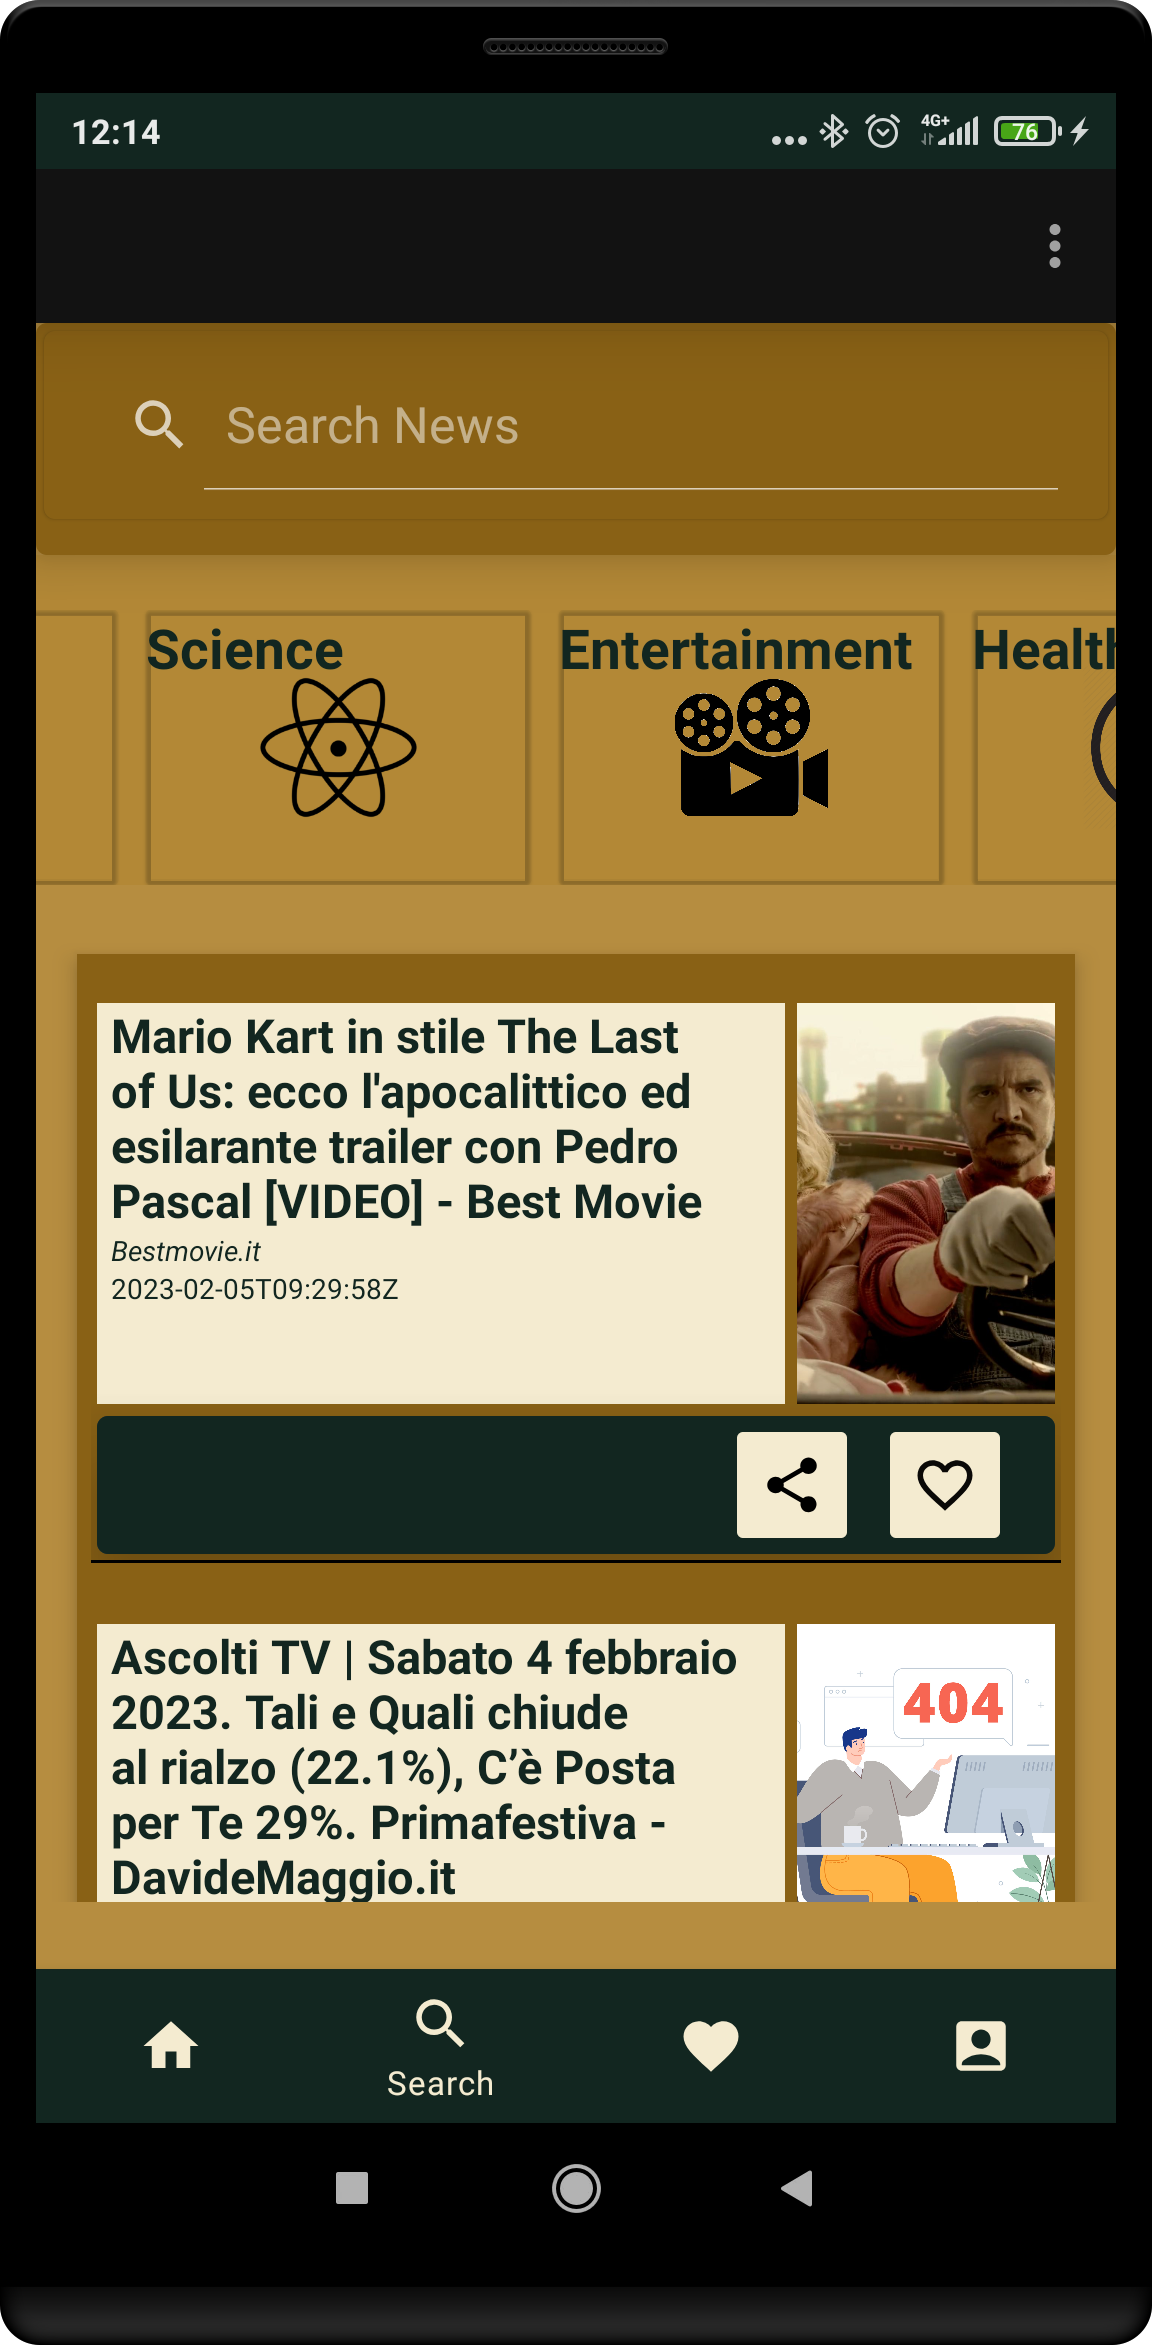 12:14
4G+
76
Search News
Science
Entertainment
Health
Mario Kart in stile The Last
of Us: ecco l'apocalittico ed
esilarante trailer con Pedro
Pascal [VIDEO] - Best Movie
Bestmovie.it
2023-02-05T09:29:58Z
Ascolti TV | Sabato 4 febbraio
2023. Tali e Quali chiude
al rialzo (22.1%), C’è Posta
per Te 29%. Primafestiva -
DavideMaggio.it
404
Search